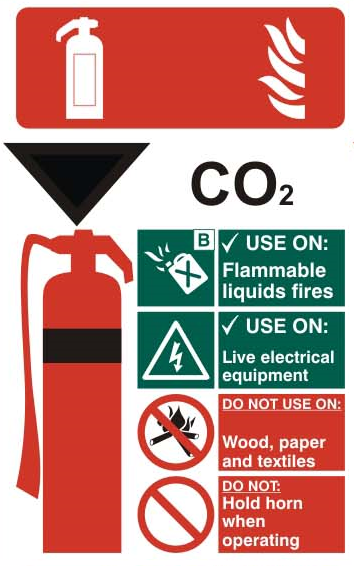 CO₂
B
✓ USE ON:
Flammable
liquids fires
✓ USE ON:
Live electrical
equipment
DO NOT USE ON:
Wood, paper
and textiles
DO NOT:
Hold horn
when
operating